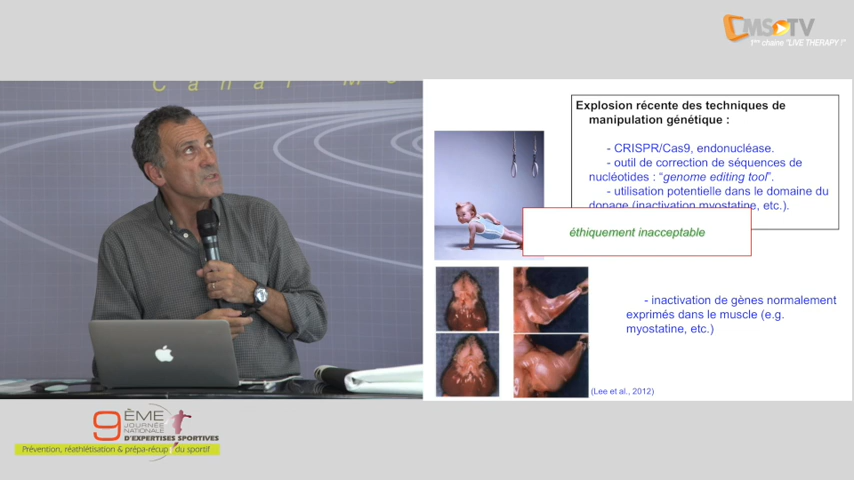 MSTV
1ère chaîne "LIVE THERAPY !"
Canal
Explosion récente des techniques de
manipulation génétique :
- CRISPR/Cas9, endonucléase.
- outil de correction de séquences de
nucléotides : "genome editing tool".
- utilisation potentielle dans le domaine du
dopage (inactivation myostatine, etc.).
éthiquement inacceptable
- inactivation de gènes normalement
exprimés dans le muscle (e.g.
myostatine, etc.)
(Lee et al., 2012)
9ÈME
JOURNÉE
NATIONALE
D'EXPERTISES SPORTIVES
Prévention, réathlétisation & prépa-récup du sportif